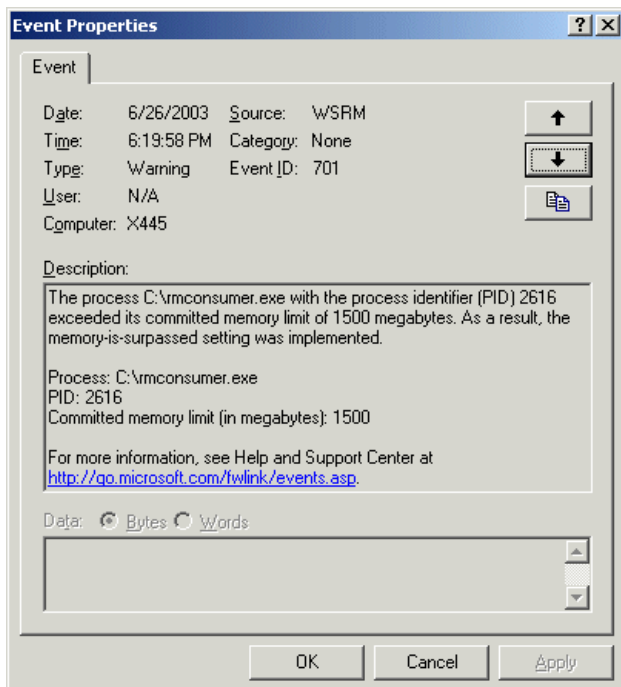 Event Properties
Event
Date: 6/26/2003 Source: WSRM
Time: 6:19:58 PM Category: None
Type: Warning Event ID: 701
User: N/A
Computer: X445
Description:
The process C:\rmconsumer.exe with the process identifier (PID) 2616
exceeded its committed memory limit of 1500 megabytes. As a result, the
memory-is-surpassed setting was implemented.
Process: C:\rmconsumer.exe
PID: 2616
Committed memory limit (in megabytes): 1500
For more information, see Help and Support Center at
http://go.microsoft.com/fwlink/events.asp.
Data: Bytes Words
OK Cancel Apply